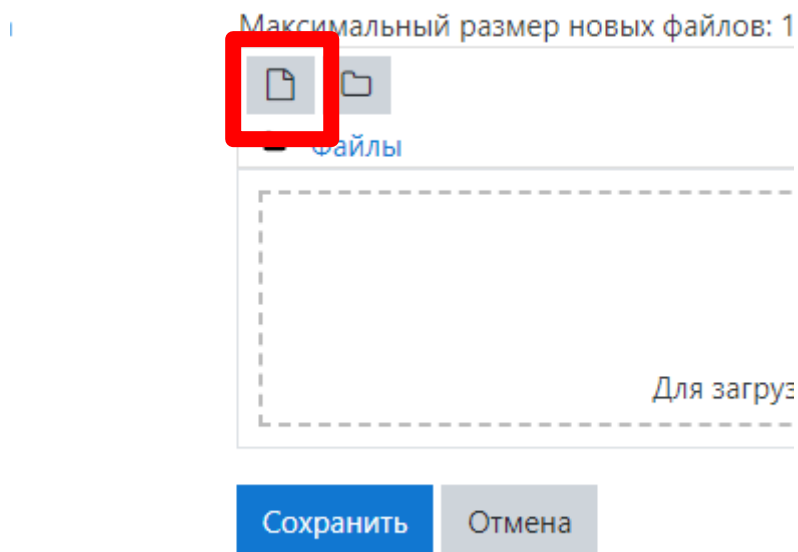 Максимальный размер новых файлов: 1
Файлы
Для загруз
Сохранить
Отмена